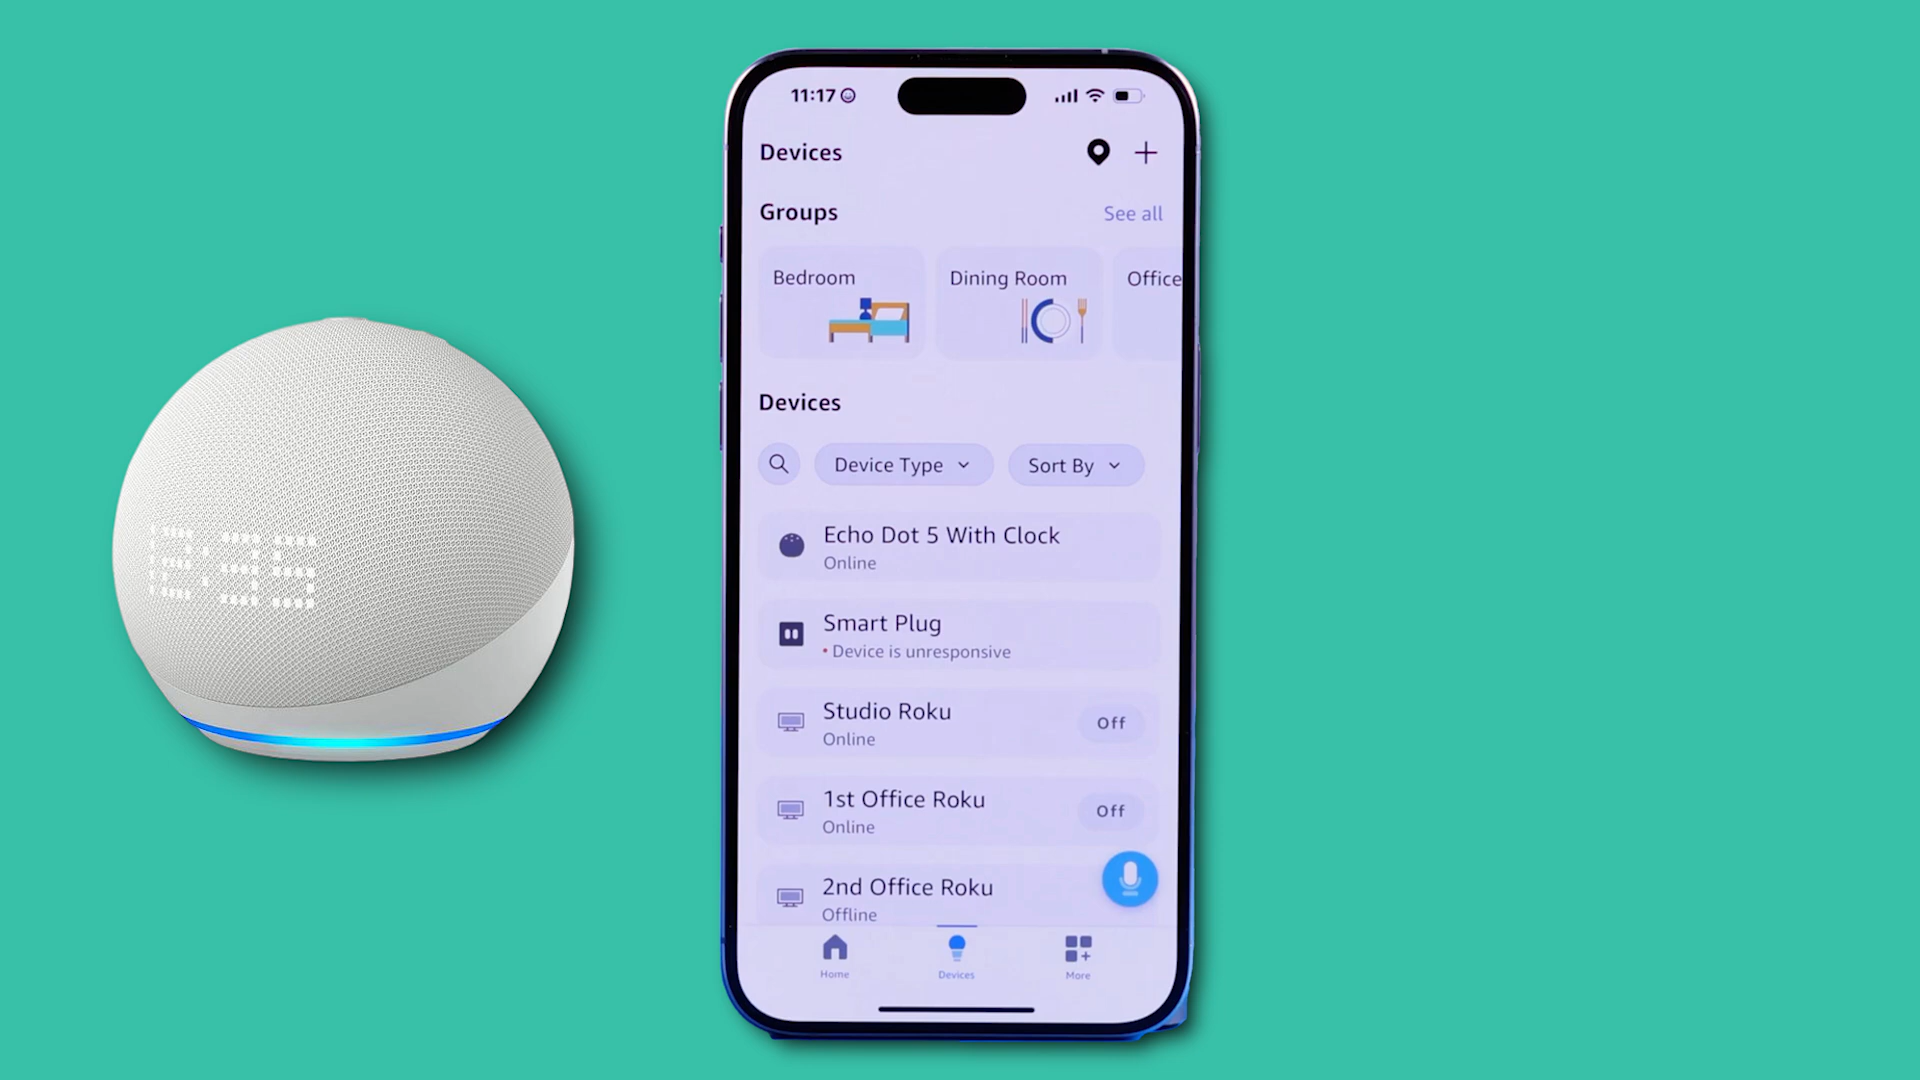 12:35
11:17
Devices
Groups
See all
Bedroom
Dining Room
Office
Devices
Device Type
Sort By
Echo Dot 5 With Clock
Online
Smart Plug
Device is unresponsive
Studio Roku
Online
Off
1st Office Roku
Online
Off
2nd Office Roku
Offline
Home
Devices
More